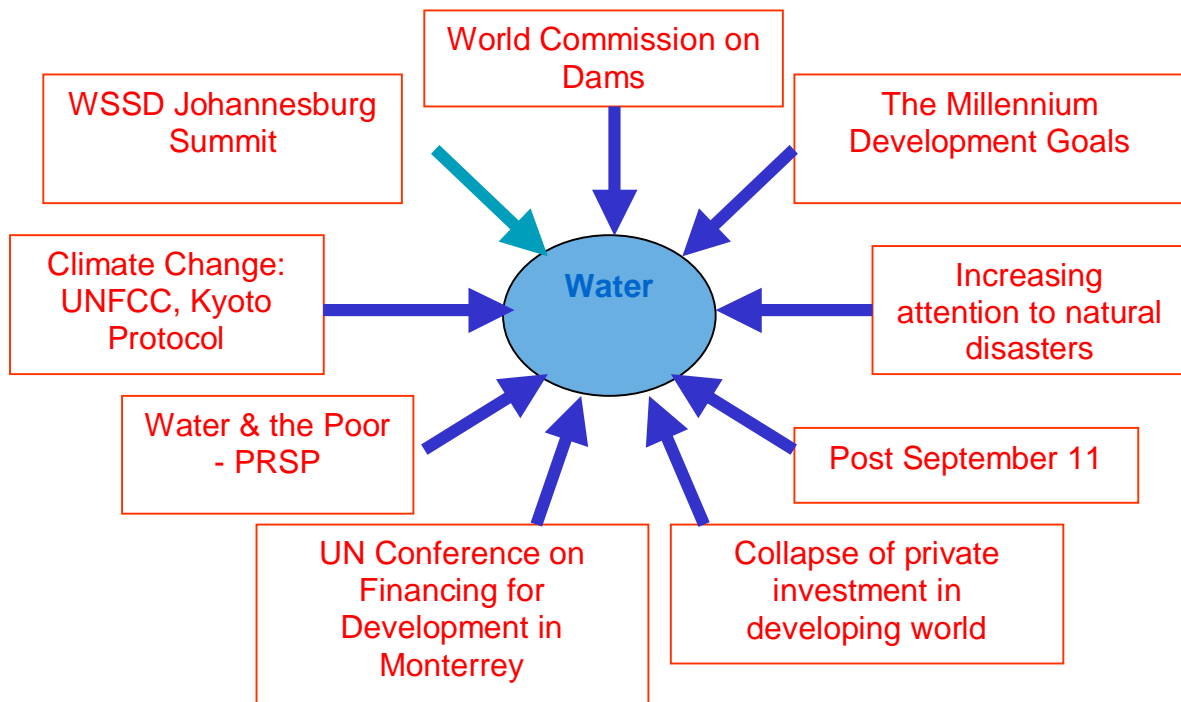 World Commission on
Dams
WSSD Johannesburg
Summit
The Millennium
Development Goals
Climate Change:
UNFCC, Kyoto
Protocol
Water
Increasing
attention to natural
disasters
Water & the Poor
- PRSP
Post September 11
UN Conference on
Financing for
Development in
Monterrey
Collapse of private
investment in
developing world